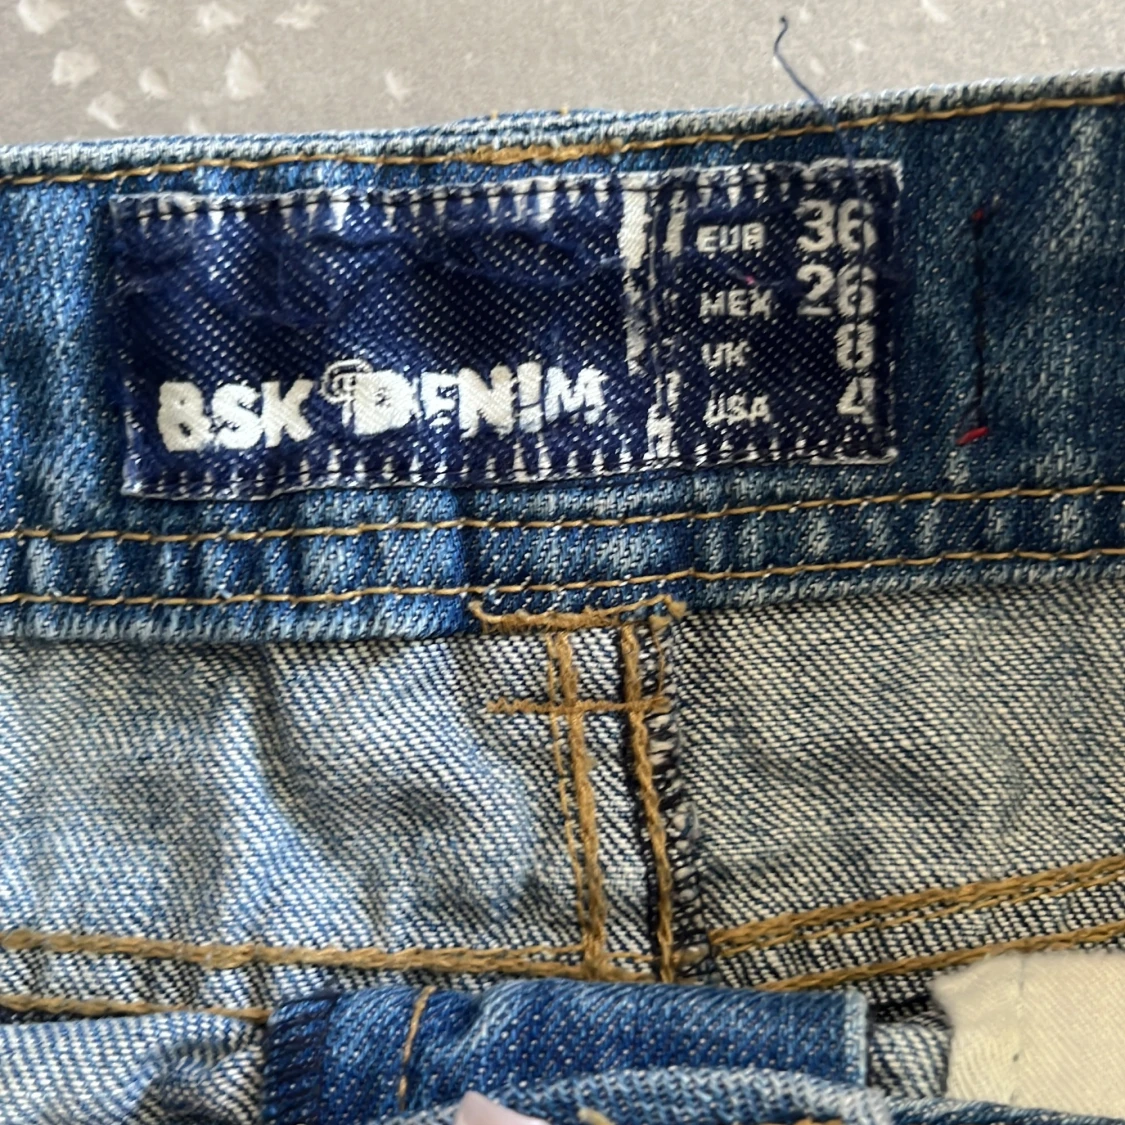 BSK DENIM
EUR 36
MEX 26
UK 8
USA 4